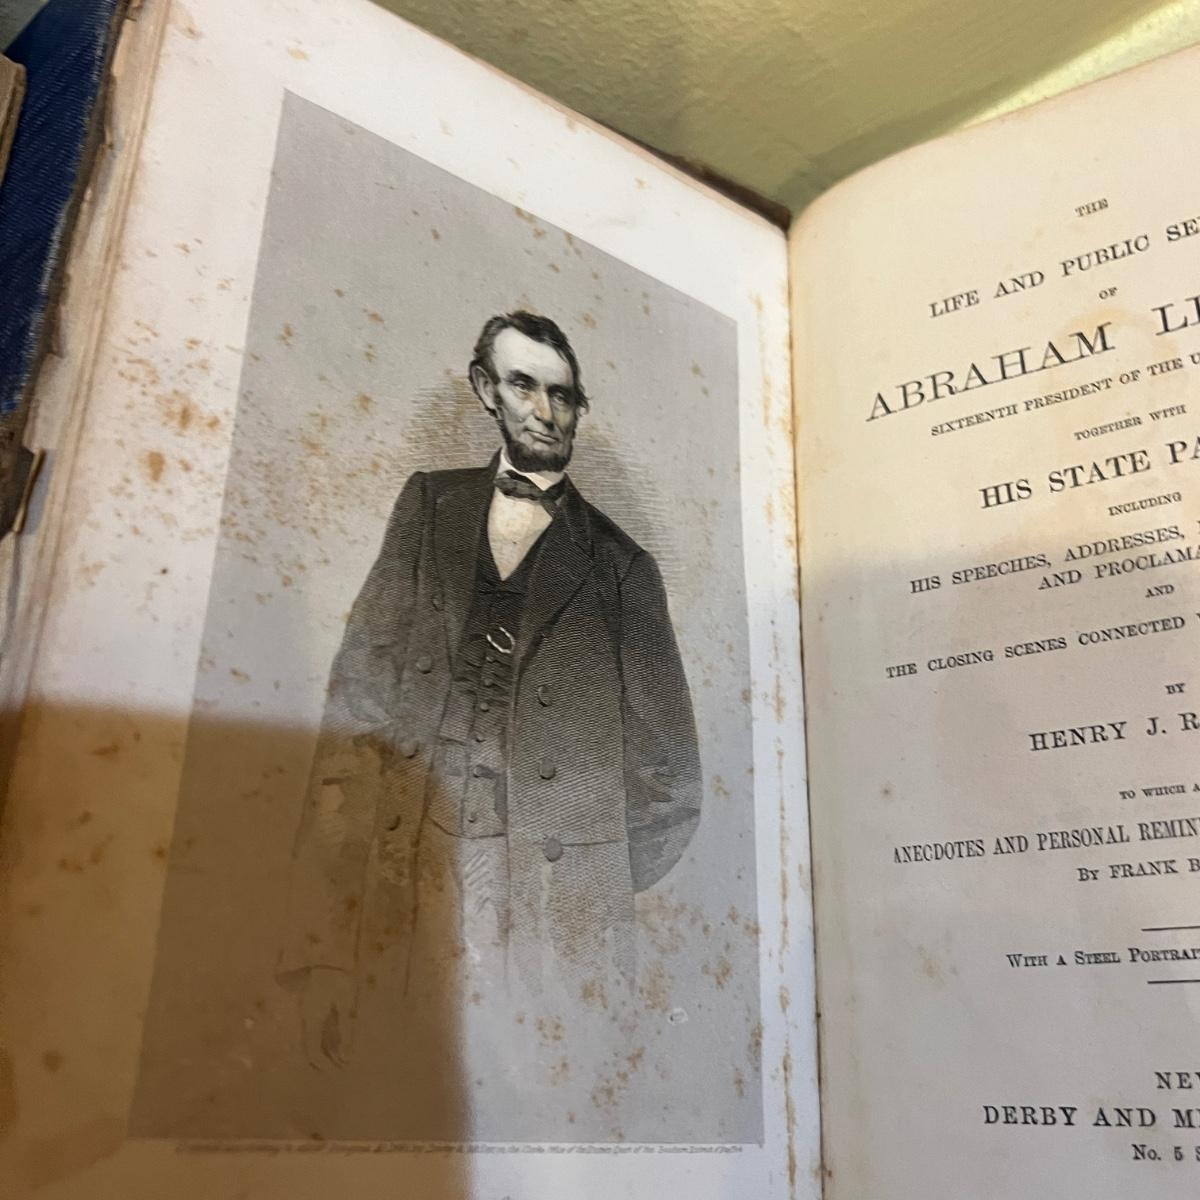 THE
LIFE AND PUBLIC SE
OF
ABRAHAM LI
SIXTEENTH PRESIDENT OF THE U
TOGETHER WITH
HIS STATE PA
INCLUDING
HIS SPEECHES, ADDRESSES,
AND PROCLAMA
AND
THE CLOSING SCENES CONNECTED
BY
HENRY J. R
TO WHICH A
ANECDOTES AND PERSONAL REMIN
BY FRANK B
WITH A STEEL PORTRAI
NE
DERBY AND M
No. 5 S